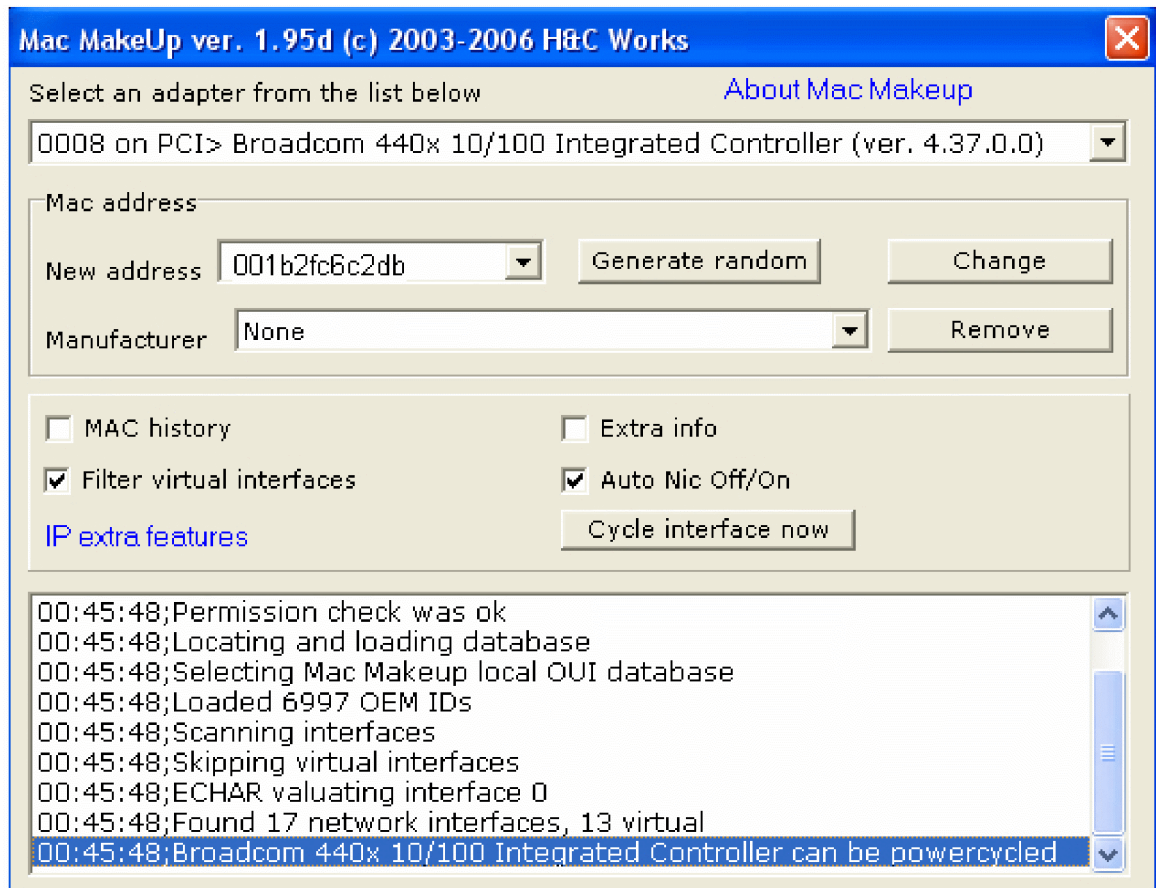 Mac MakeUp ver. 1.95d (c) 2003-2006 H&C Works
Select an adapter from the list below
About Mac Makeup
0008 on PCI> Broadcom 440x 10/100 Integrated Controller (ver. 4.37.0.0)
Mac address
New address
001b2fc6c2db
Generate random
Change
Manufacturer
None
Remove
MAC history
Extra info
Filter virtual interfaces
Auto Nic Off/On
IP extra features
Cycle interface now
00:45:48;Permission check was ok
00:45:48;Locating and loading database
00:45:48;Selecting Mac Makeup local OUI database
00:45:48;Loaded 6997 OEM IDs
00:45:48;Scanning interfaces
00:45:48;Skipping virtual interfaces
00:45:48;ECHAR valuating interface 0
00:45:48;Found 17 network interfaces, 13 virtual
00:45:48;Broadcom 440x 10/100 Integrated Controller can be powercycled